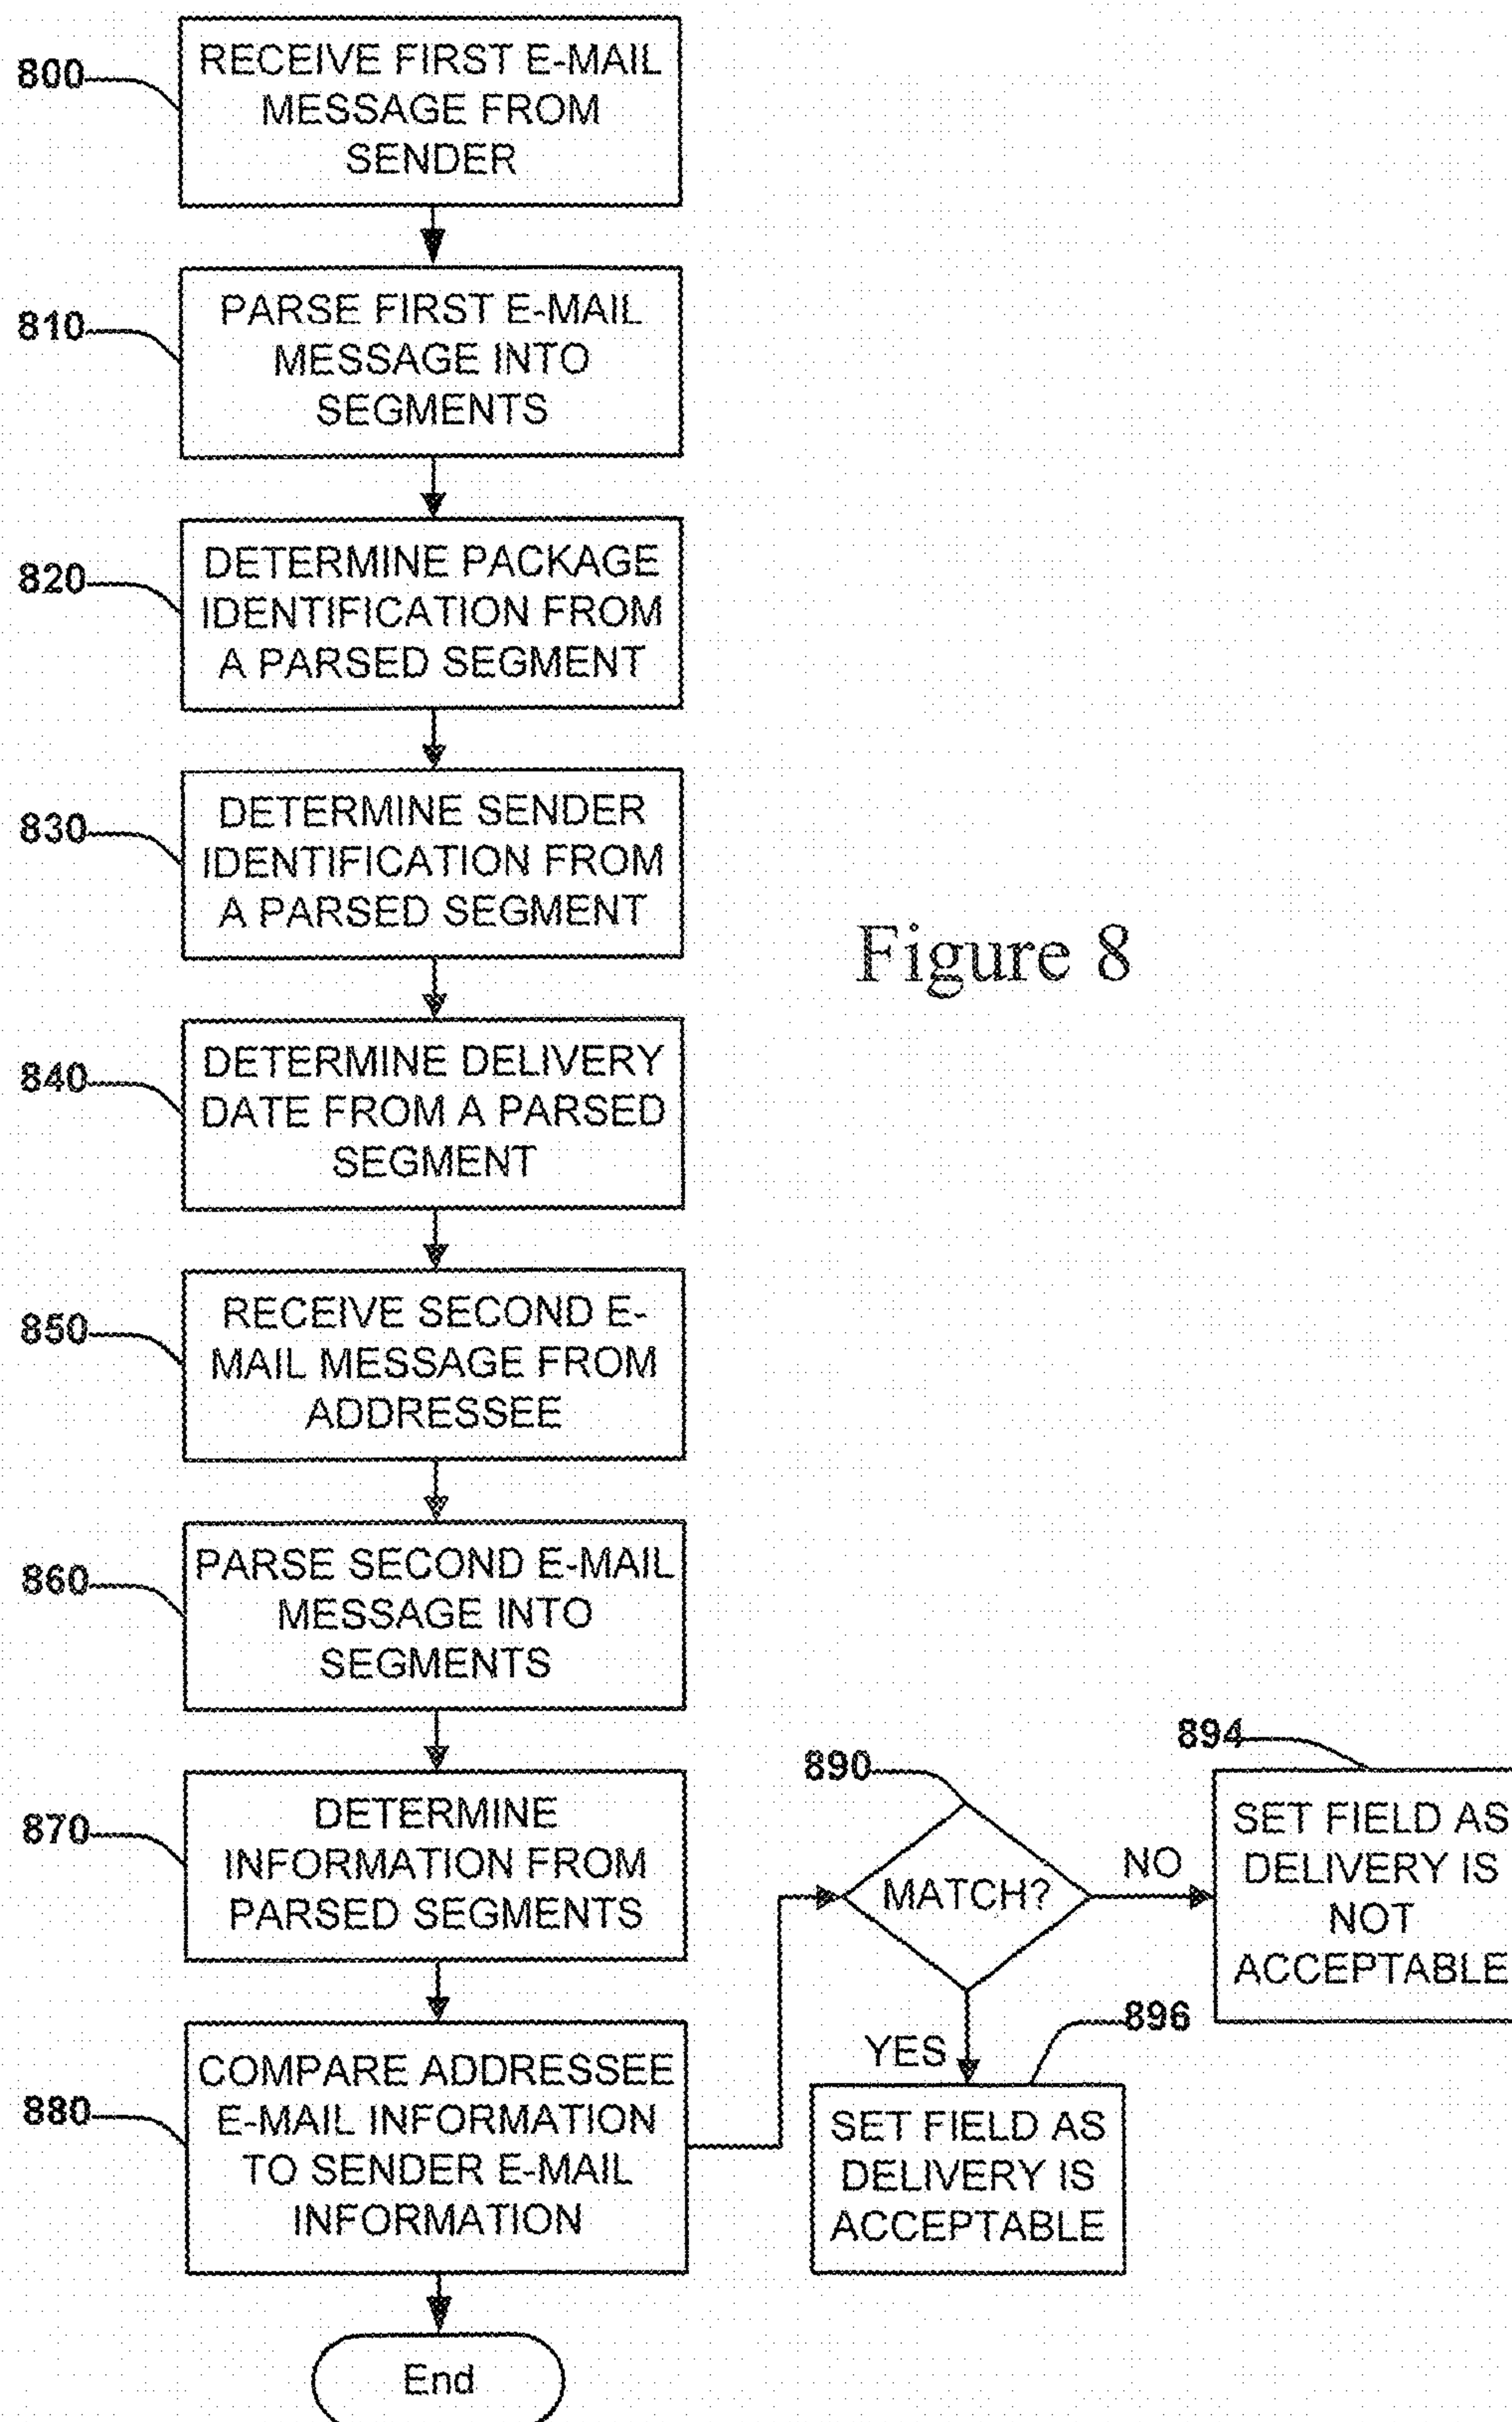 800
RECEIVE FIRST E-MAIL
MESSAGE FROM
SENDER
810
PARSE FIRST E-MAIL
MESSAGE INTO
SEGMENTS
820
DETERMINE PACKAGE
IDENTIFICATION FROM
A PARSED SEGMENT
830
DETERMINE SENDER
IDENTIFICATION FROM
A PARSED SEGMENT
Figure 8
840
DETERMINE DELIVERY
DATE FROM A PARSED
SEGMENT
850
RECEIVE SECOND E-
MAIL MESSAGE FROM
ADDRESSEE
860
PARSE SECOND E-MAIL
MESSAGE INTO
SEGMENTS
870
DETERMINE
INFORMATION FROM
PARSED SEGMENTS
880
COMPARE ADDRESSEE
E-MAIL INFORMATION
TO SENDER E-MAIL
INFORMATION
End
890
MATCH?
NO
894
SET FIELD AS
DELIVERY IS
NOT
ACCEPTABLE
YES
896
SET FIELD AS
DELIVERY IS
ACCEPTABLE